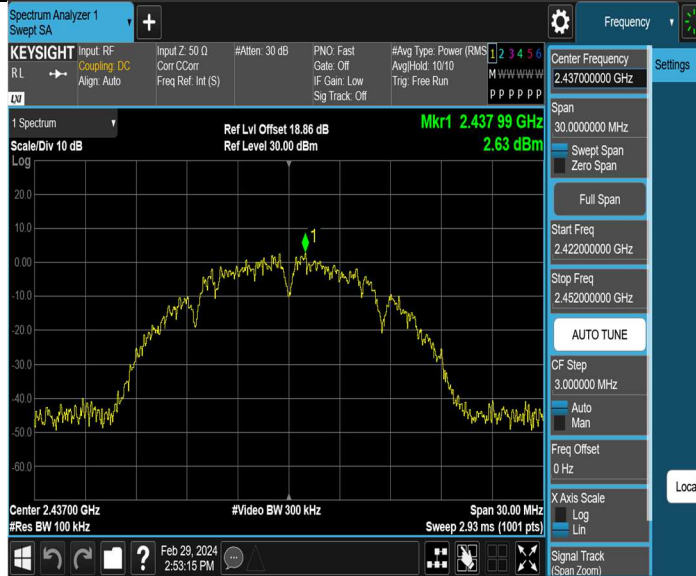 Spectrum Analyzer 1
Swept SA
+
Frequency
KEYSIGHT
RL
LXI
Input: RF
Coupling: DC
Align: Auto
Input Z: 50 Ω
Corr CCorr
Freq Ref: Int (S)
#Atten: 30 dB
PNO: Fast
Gate: Off
IF Gain: Low
Sig Track: Off
#Avg Type: Power (RMS
Avg|Hold: 10/10
Trig: Free Run
1 2 3 4 5 6
M W W W W W
P P P P P P
1 Spectrum
Scale/Div 10 dB
Log
Ref Lvl Offset 18.86 dB
Ref Level 30.00 dBm
Mkr1 2.437 99 GHz
2.63 dBm
20.0
10.0
0.00
-10.0
-20.0
-30.0
-40.0
-50.0
-60.0
1
Center 2.43700 GHz
#Res BW 100 kHz
#Video BW 300 kHz
Span 30.00 MHz
Sweep 2.93 ms (1001 pts)
?
Feb 29, 2024
2:53:15 PM
Center Frequency
2.437000000 GHz
Span
30.0000000 MHz
Swept Span
Zero Span
Full Span
Start Freq
2.422000000 GHz
Stop Freq
2.452000000 GHz
AUTO TUNE
CF Step
3.000000 MHz
Auto
Man
Freq Offset
0 Hz
X Axis Scale
Log
Lin
Signal Track
(Span Zoom)
Settings
Loca